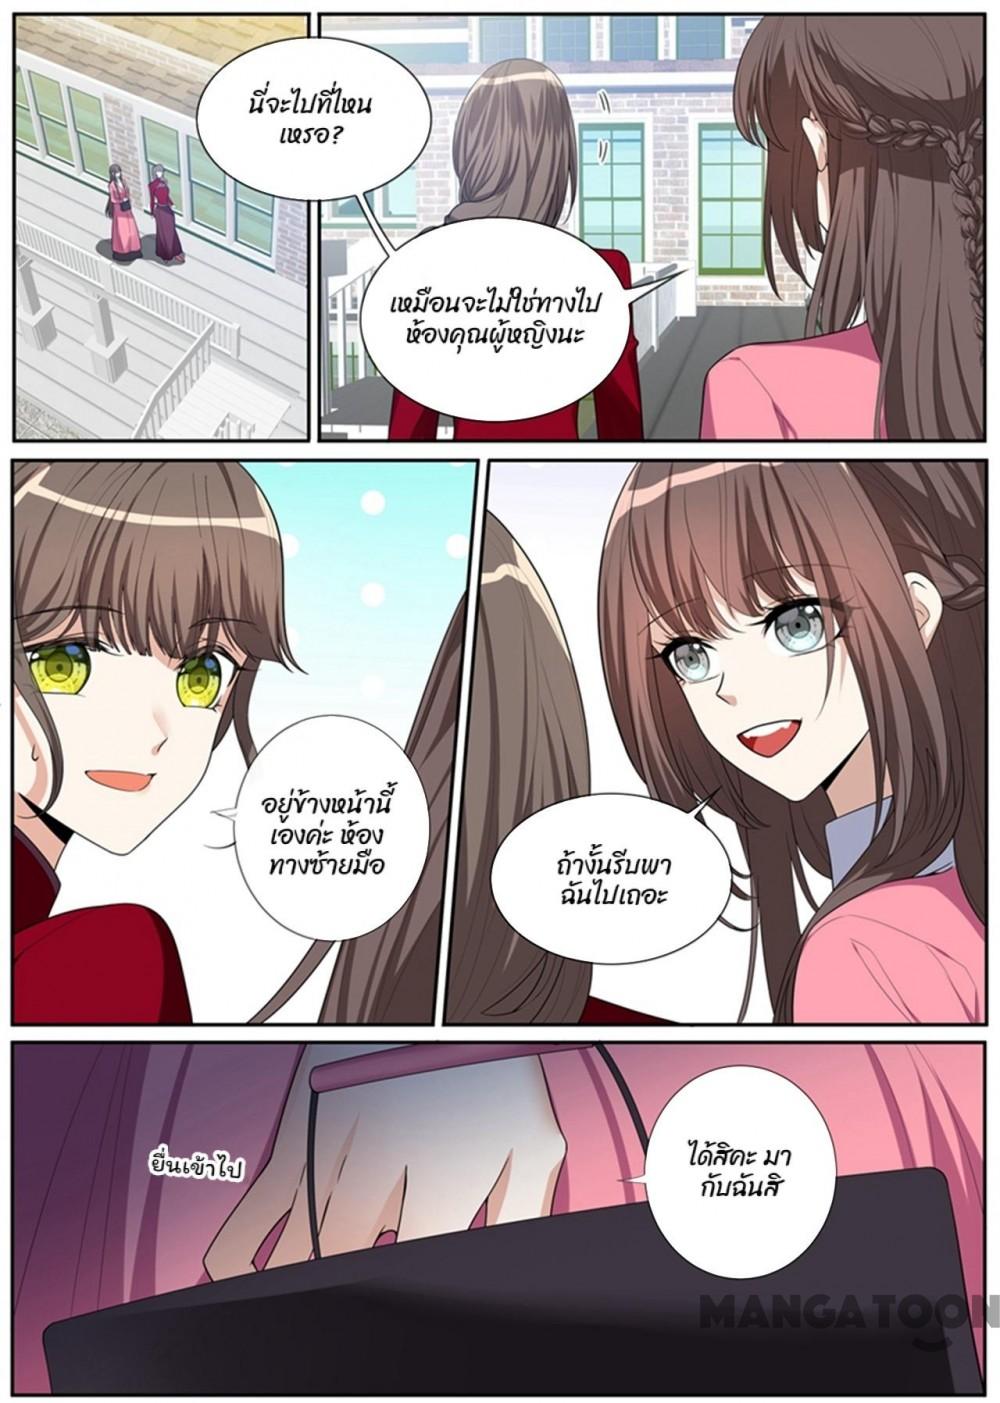 นี่จะไปที่ไหน
เหรอ?
เหมือนจะไม่ใช่ทางไป
ห้องคุณผู้หญิงนะ
อยู่ข้างหน้านี้
เองค่ะ ห้อง
ทางซ้ายมือ
ถ้างั้นรีบพา
ฉันไปเถอะ
ยื่นเข้าไป
ได้สิคะ มา
กับฉันสิ
MANGATOON